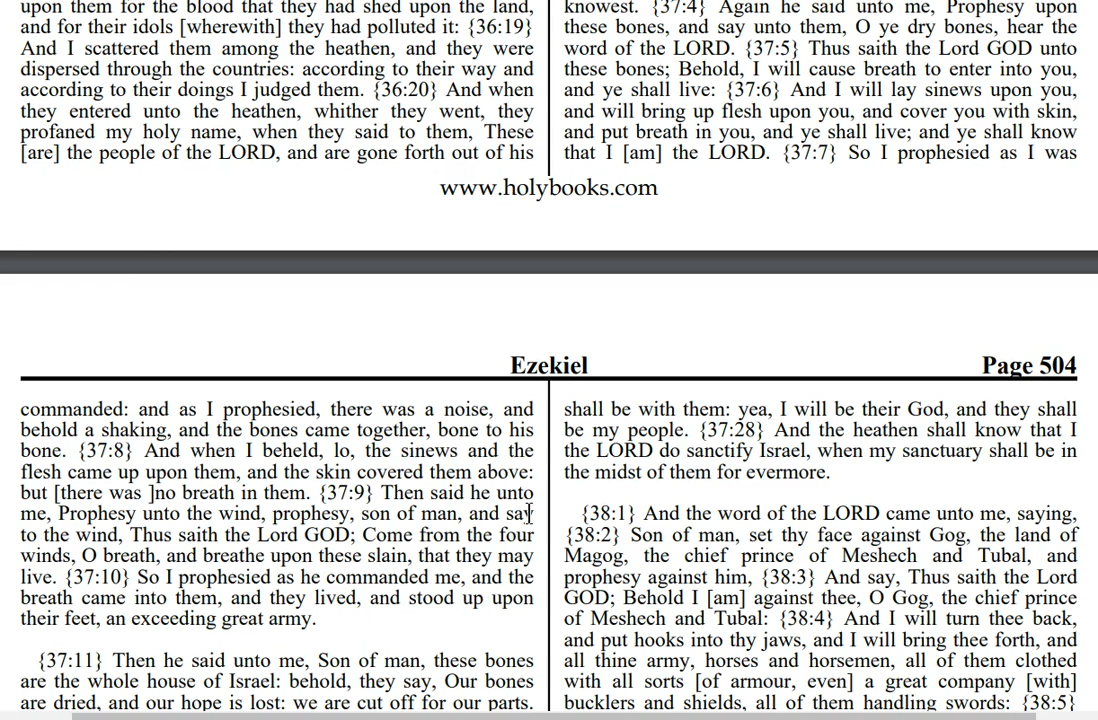 upon them for the blood that they had shed upon the land,
and for their idols [wherewith] they had polluted it: {36:19}
And I scattered them among the heathen, and they were
dispersed through the countries: according to their way and
according to their doings I judged them. {36:20} And when
they entered unto the heathen, whither they went, they
profaned my holy name, when they said to them, These
[are] the people of the LORD, and are gone forth out of his
knowest. {37:4} Again he said unto me, Prophesy upon
these bones, and say unto them, O ye dry bones, hear the
word of the LORD. {37:5} Thus saith the Lord GOD unto
these bones; Behold, I will cause breath to enter into you,
and ye shall live: {37:6} And I will lay sinews upon you,
and will bring up flesh upon you, and cover you with skin,
and put breath in you, and ye shall live; and ye shall know
that I [am] the LORD. {37:7} So I prophesied as I was
www.holybooks.com
Ezekiel
Page 504
commanded: and as I prophesied, there was a noise, and
behold a shaking, and the bones came together, bone to his
bone. {37:8} And when I beheld, lo, the sinews and the
flesh came up upon them, and the skin covered them above:
but [there was ]no breath in them. {37:9} Then said he unto
me, Prophesy unto the wind, prophesy, son of man, and say
to the wind, Thus saith the Lord GOD; Come from the four
winds, O breath, and breathe upon these slain, that they may
live. {37:10} So I prophesied as he commanded me, and the
breath came into them, and they lived, and stood up upon
their feet, an exceeding great army.
{37:11} Then he said unto me, Son of man, these bones
are the whole house of Israel: behold, they say, Our bones
are dried, and our hope is lost: we are cut off for our parts.
shall be with them: yea, I will be their God, and they shall
be my people. {37:28} And the heathen shall know that I
the LORD do sanctify Israel, when my sanctuary shall be in
the midst of them for evermore.
{38:1} And the word of the LORD came unto me, saying,
{38:2} Son of man, set thy face against Gog, the land of
Magog, the chief prince of Meshech and Tubal, and
prophesy against him, {38:3} And say, Thus saith the Lord
GOD; Behold I [am] against thee, O Gog, the chief prince
of Meshech and Tubal: {38:4} And I will turn thee back,
and put hooks into thy jaws, and I will bring thee forth, and
all thine army, horses and horsemen, all of them clothed
with all sorts [of armour, even] a great company [with]
bucklers and shields, all of them handling swords: {38:5}